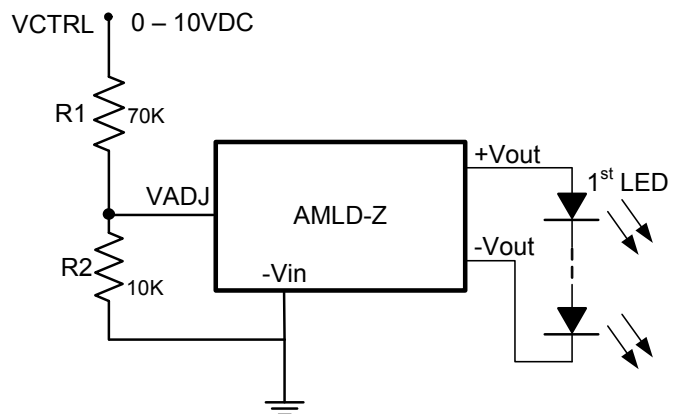 VCTRL 0 – 10VDC
R1 70K
VADJ
AMLD-Z
+Vout
1st LED
-Vout
R2 10K
-Vin